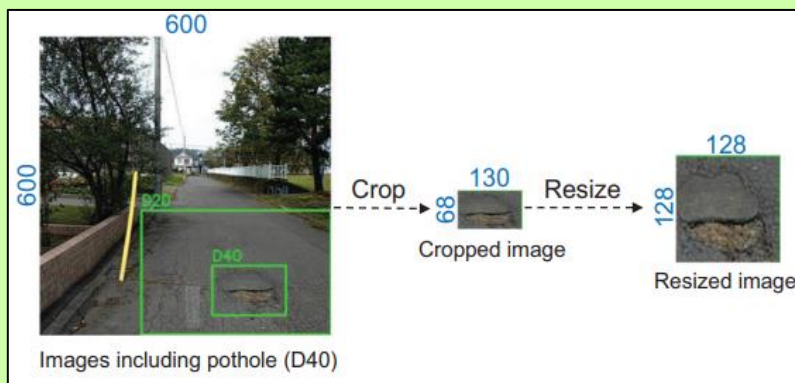 600
600
D20
D40
Images including pothole (D40)
Crop
130
68
Cropped image
Resize
128
128
Resized image